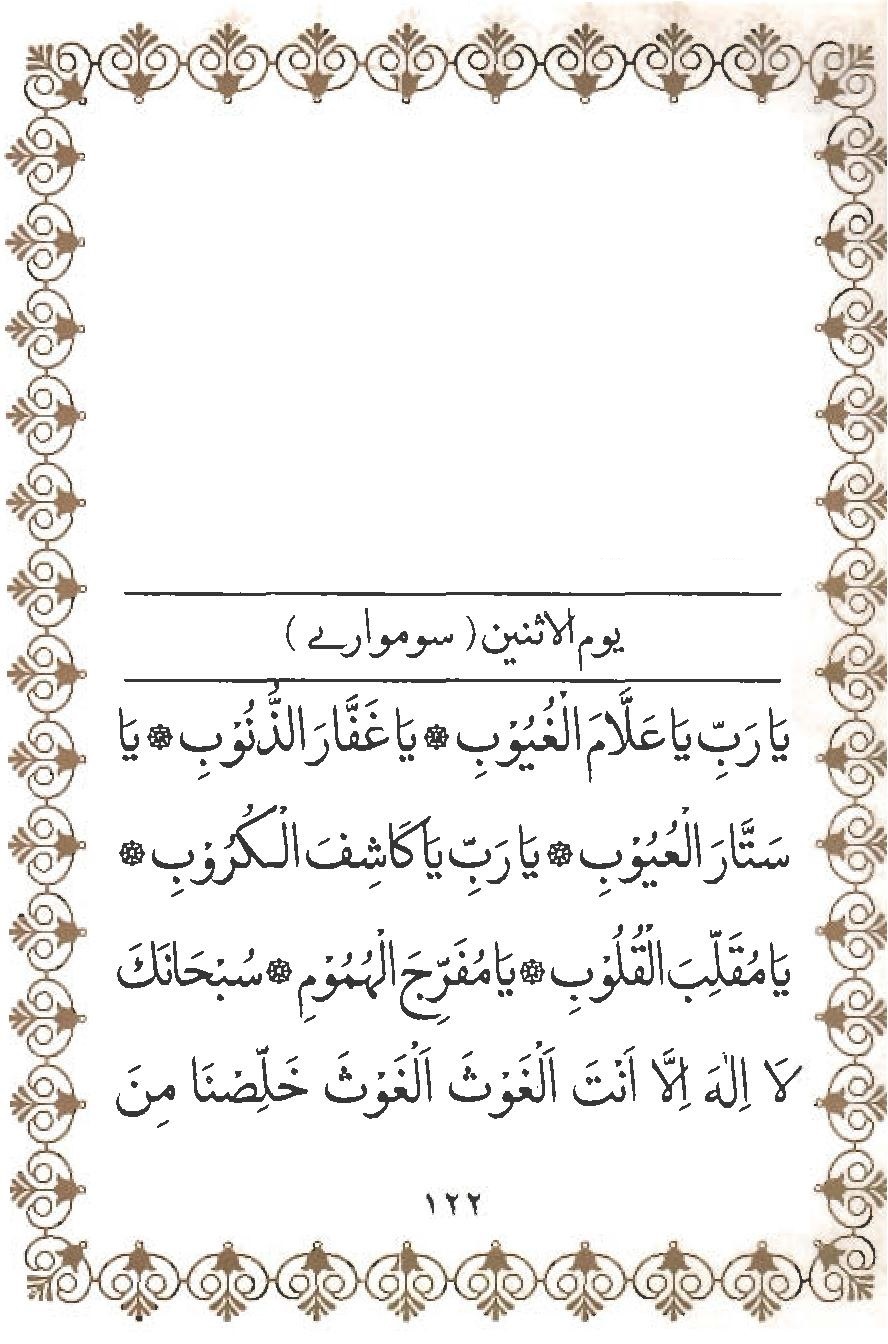 يوم الاثنين ( سوموارے )
يَا رَبِّ يَا عَلَّامَ الْغُيُوْبِ ۞ يَا غَفَّارَ الذُّنُوْبِ ۞ يَا
سَتَّارَ الْعُيُوْبِ ۞ يَا رَبِّ يَا كَاشِفَ الْكُرُوْبِ ۞
يَا مُقَلِّبَ الْقُلُوْبِ ۞ يَا مُفَرِّجَ الْهُمُوْمِ ۞ سُبْحَانَكَ
لَا اِلٰهَ اِلَّا اَنْتَ اَلْغَوْثَ اَلْغَوْثَ خَلِّصْنَا مِنَ
١٢٢